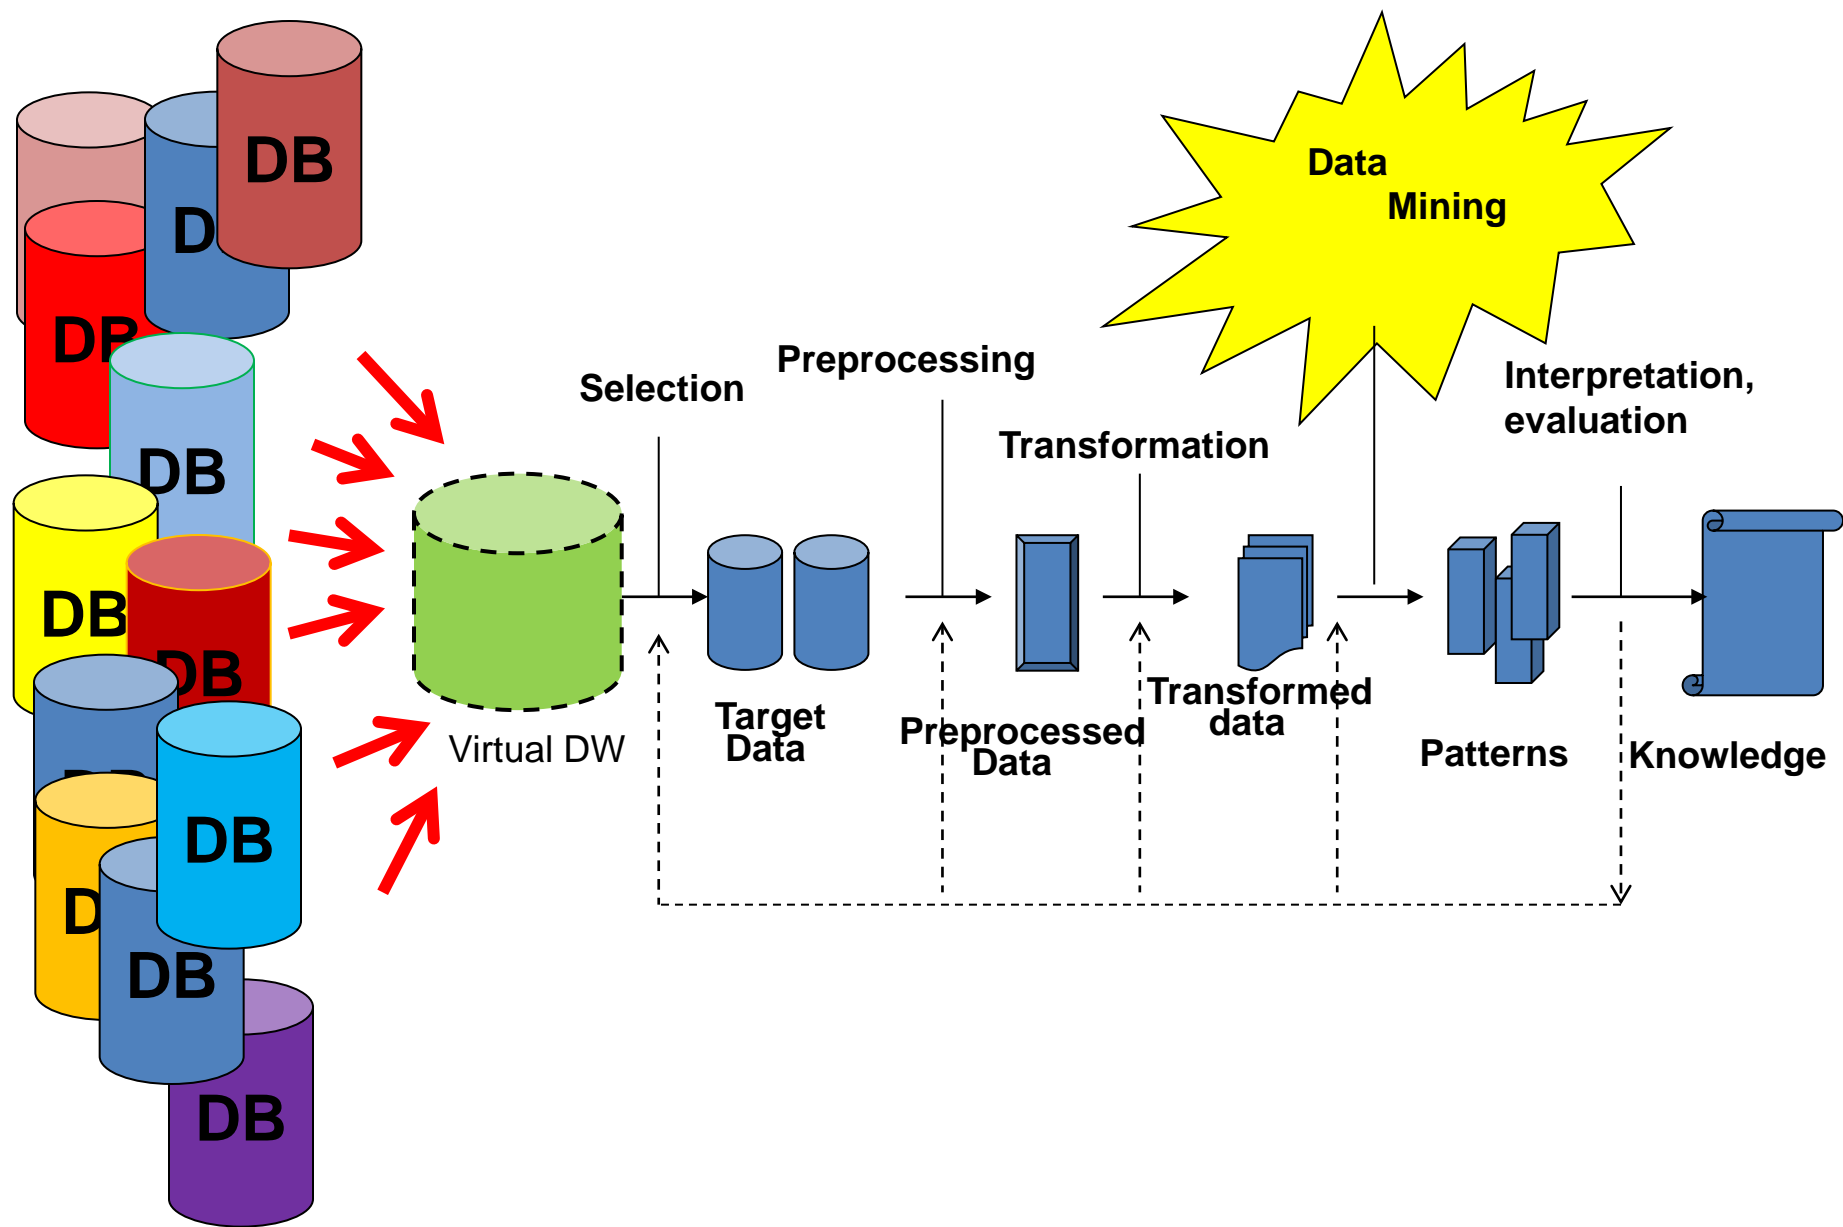 DB
D
DB
DB
DB
DB
DB
DB
D
DB
DB
Virtual DW
Selection
Preprocessing
Transformation
Data
Mining
Interpretation,
evaluation
Target
Data
Preprocessed
Data
Transformed
data
Patterns
Knowledge